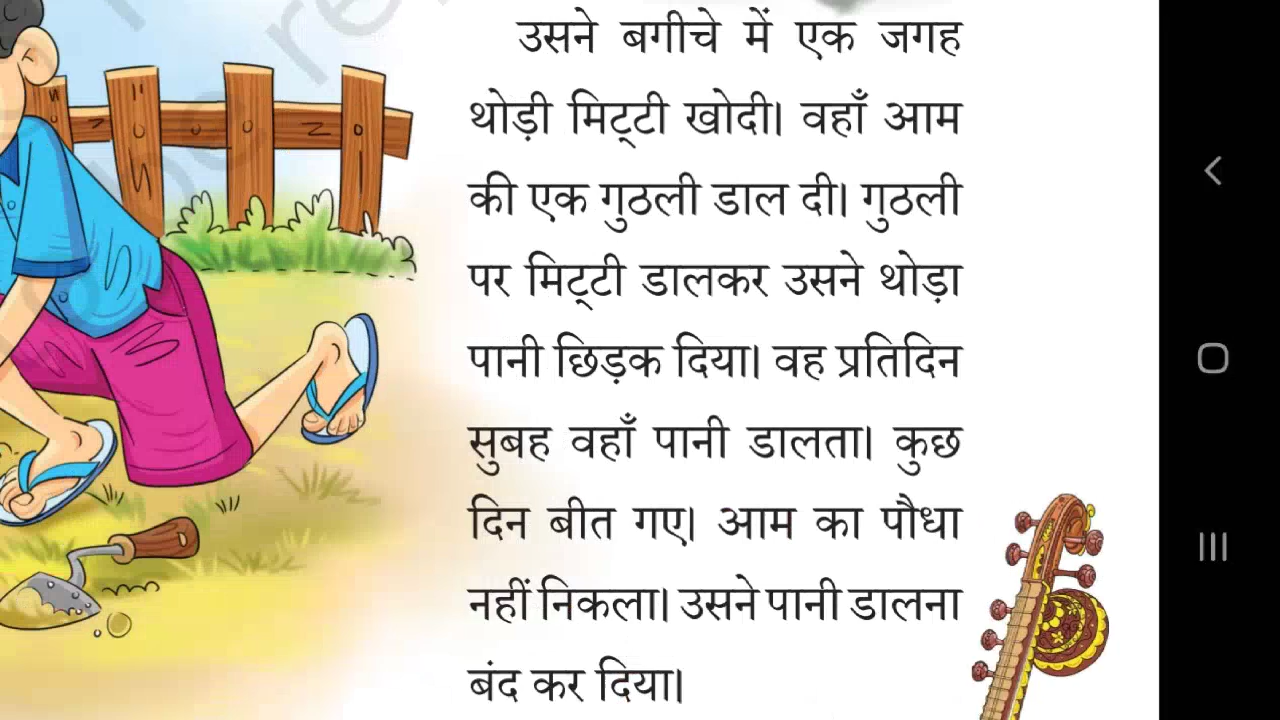 उसने बगीचे में एक जगह
थोड़ी मिट्टी खोदी। वहाँ आम
की एक गुठली डाल दी। गुठली
पर मिट्टी डालकर उसने थोड़ा
पानी छिड़क दिया। वह प्रतिदिन
सुबह वहाँ पानी डालता। कुछ
दिन बीत गए। आम का पौधा
नहीं निकला। उसने पानी डालना
बंद कर दिया।